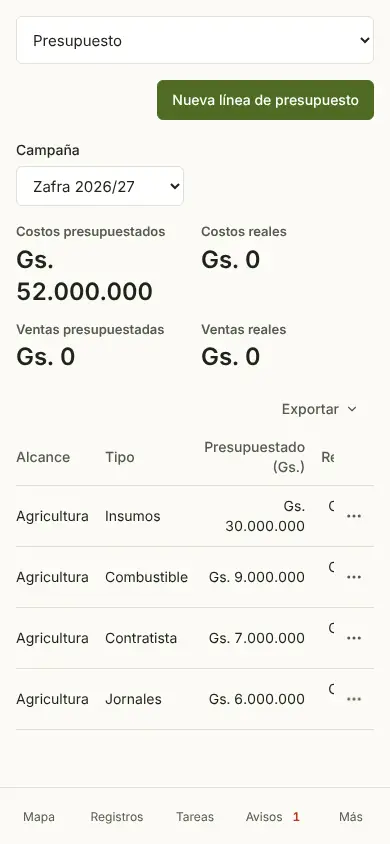 Presupuesto
Nueva línea de presupuesto
Campaña
Zafra 2026/27
Costos presupuestados Costos reales
Gs. Gs. 0
52.000.000
Ventas presupuestadas Ventas reales
Gs. 0 Gs. 0
Exportar
Alcance Tipo Presupuestado
(Gs.)
Agricultura Insumos Gs.
30.000.000
Agricultura Combustible Gs. 9.000.000
Agricultura Contratista Gs. 7.000.000
Agricultura Jornales Gs. 6.000.000
Mapa Registros Tareas Avisos 1 Más